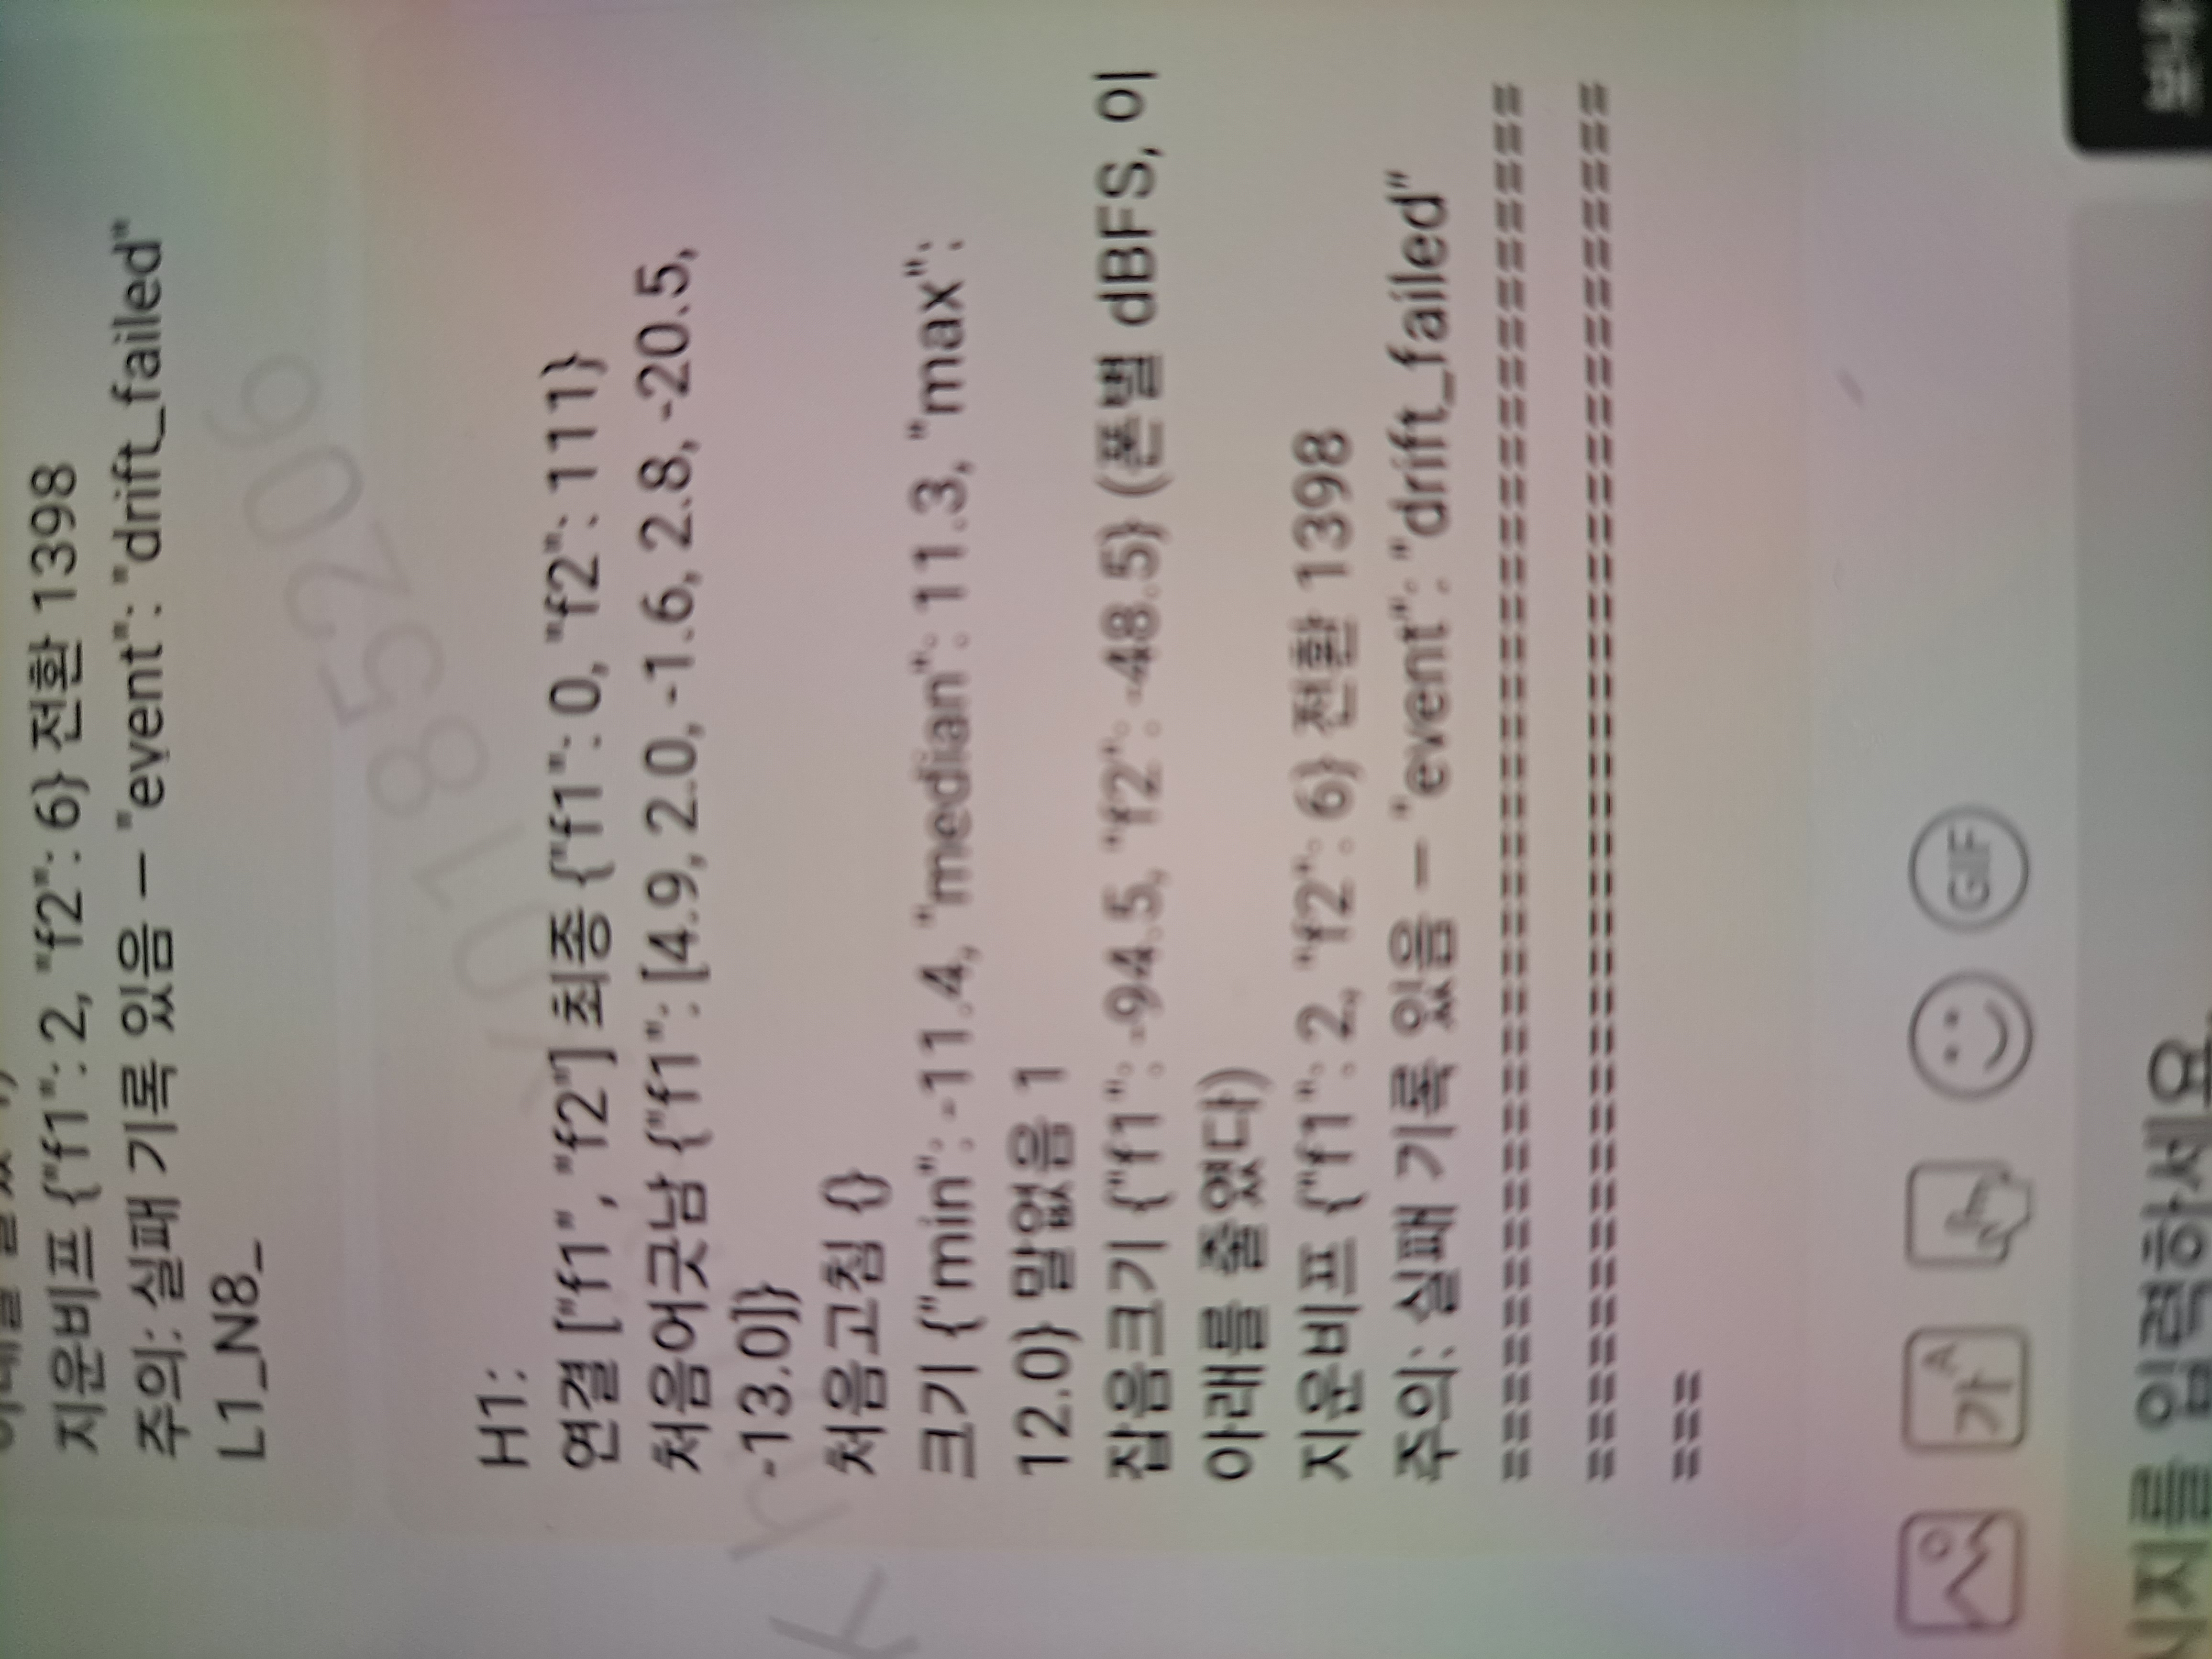 지운비프 {"f1": 2, "f2": 6} 전환 1398
주의: 실패 기록 있음 — "event": "drift_failed"
L1_N8_
H1:
연결 ["f1", "f2"] 최종 {"f1": 0, "f2": 111}
처음어긋남 {"f1": [4.9, 2.0, -1.6, 2.8, -20.5,
-13.0]}
처음고침 {}
크기 {"min": -11.4, "median": 11.3, "max":
12.0} 말없음 1
잡음크기 {"f1": -94.5, "f2": -48.5} (폰별 dBFS, 이
아래를 줄였다)
지운비프 {"f1": 2, "f2": 6} 전환 1398
주의: 실패 기록 있음 — "event": "drift_failed"
=====================================
=====================================
===
가A
GIF
입력하세요.